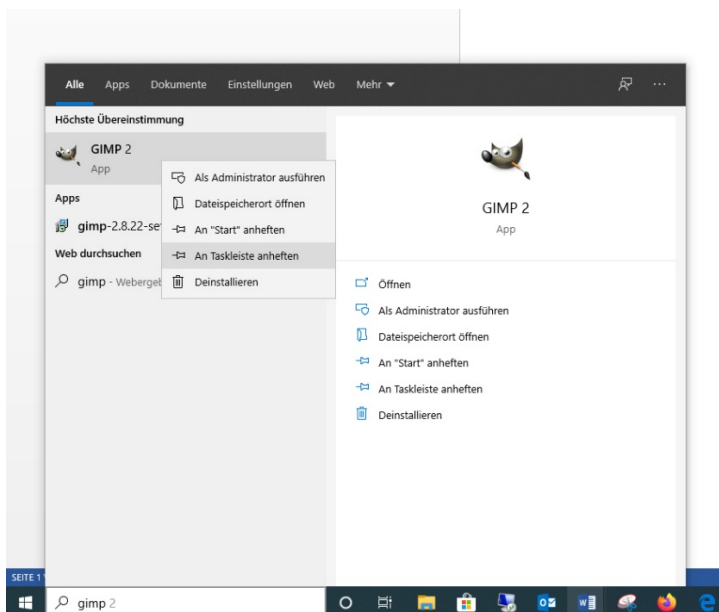 Alle Apps Dokumente Einstellungen Web Mehr
Höchste Übereinstimmung
GIMP 2
App
Apps
gimp-2.8.22-se
Web durchsuchen
gimp - Webergeb
Als Administrator ausführen
Dateispeicherort öffnen
An "Start" anheften
An Taskleiste anheften
Deinstallieren
GIMP 2
App
Öffnen
Als Administrator ausführen
Dateispeicherort öffnen
An "Start" anheften
An Taskleiste anheften
Deinstallieren
SEITE 1
gimp 2